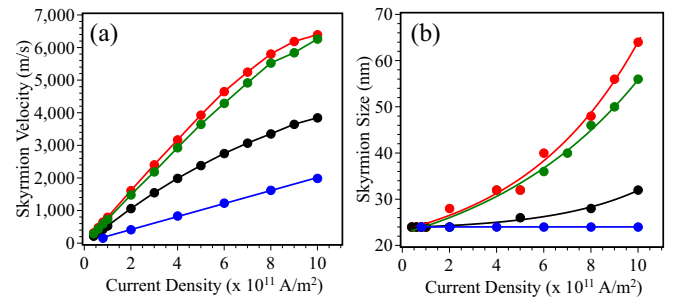 (a)
Skyrmion Velocity (m/s)
7,000
6,000
5,000
4,000
3,000
2,000
1,000
0
0 2 4 6 8 10
Current Density (x 10¹¹ A/m²)
(b)
Skyrmion Size (nm)
70
60
50
40
30
20
0 2 4 6 8 10
Current Density (x 10¹¹ A/m²)